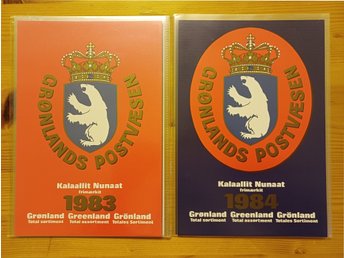 GRØNLANDS POSTVÆSEN
Kalaallit Nunaat
frimærkit
1983
Grønland Greenland Grönland
Total sortiment Total assortment Totales Sortiment
GRØNLANDS POSTVÆSEN
Kalaallit Nunaat
frimærkit
1984
Grønland Greenland Grönland
Total sortiment Total assortment Totales Sortiment